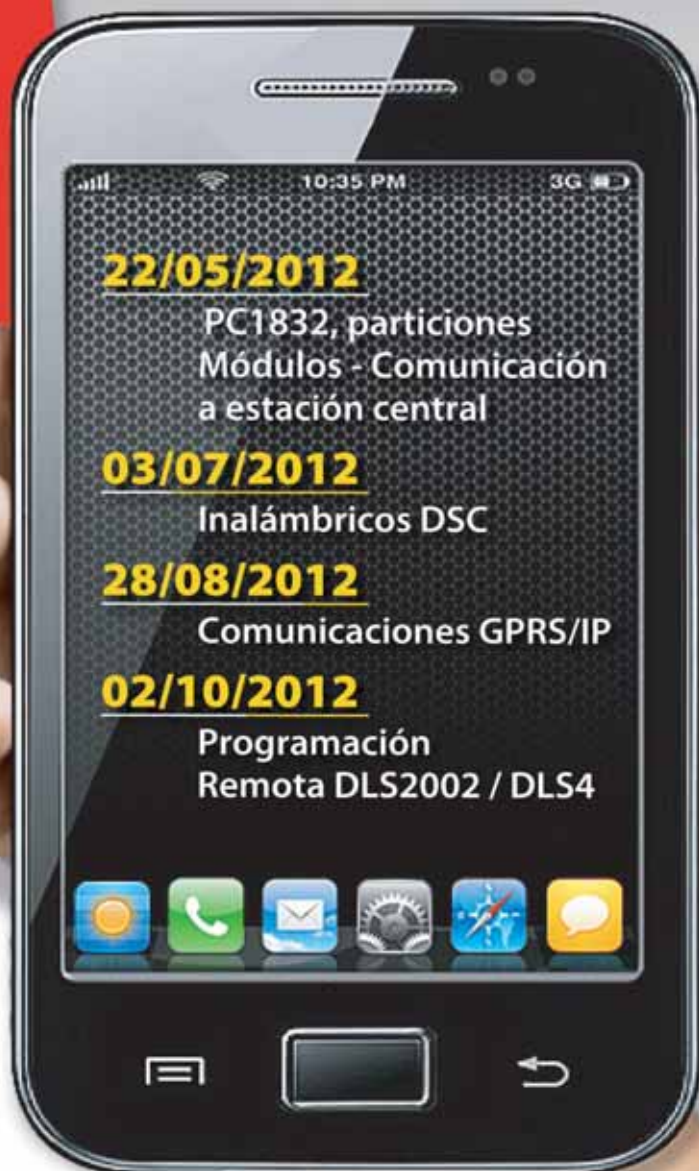 10:35 PM 3G
22/05/2012
PC1832, particiones
Módulos - Comunicación
a estación central
03/07/2012
Inalámbricos DSC
28/08/2012
Comunicaciones GPRS/IP
02/10/2012
Programación
Remota DLS2002 / DLS4